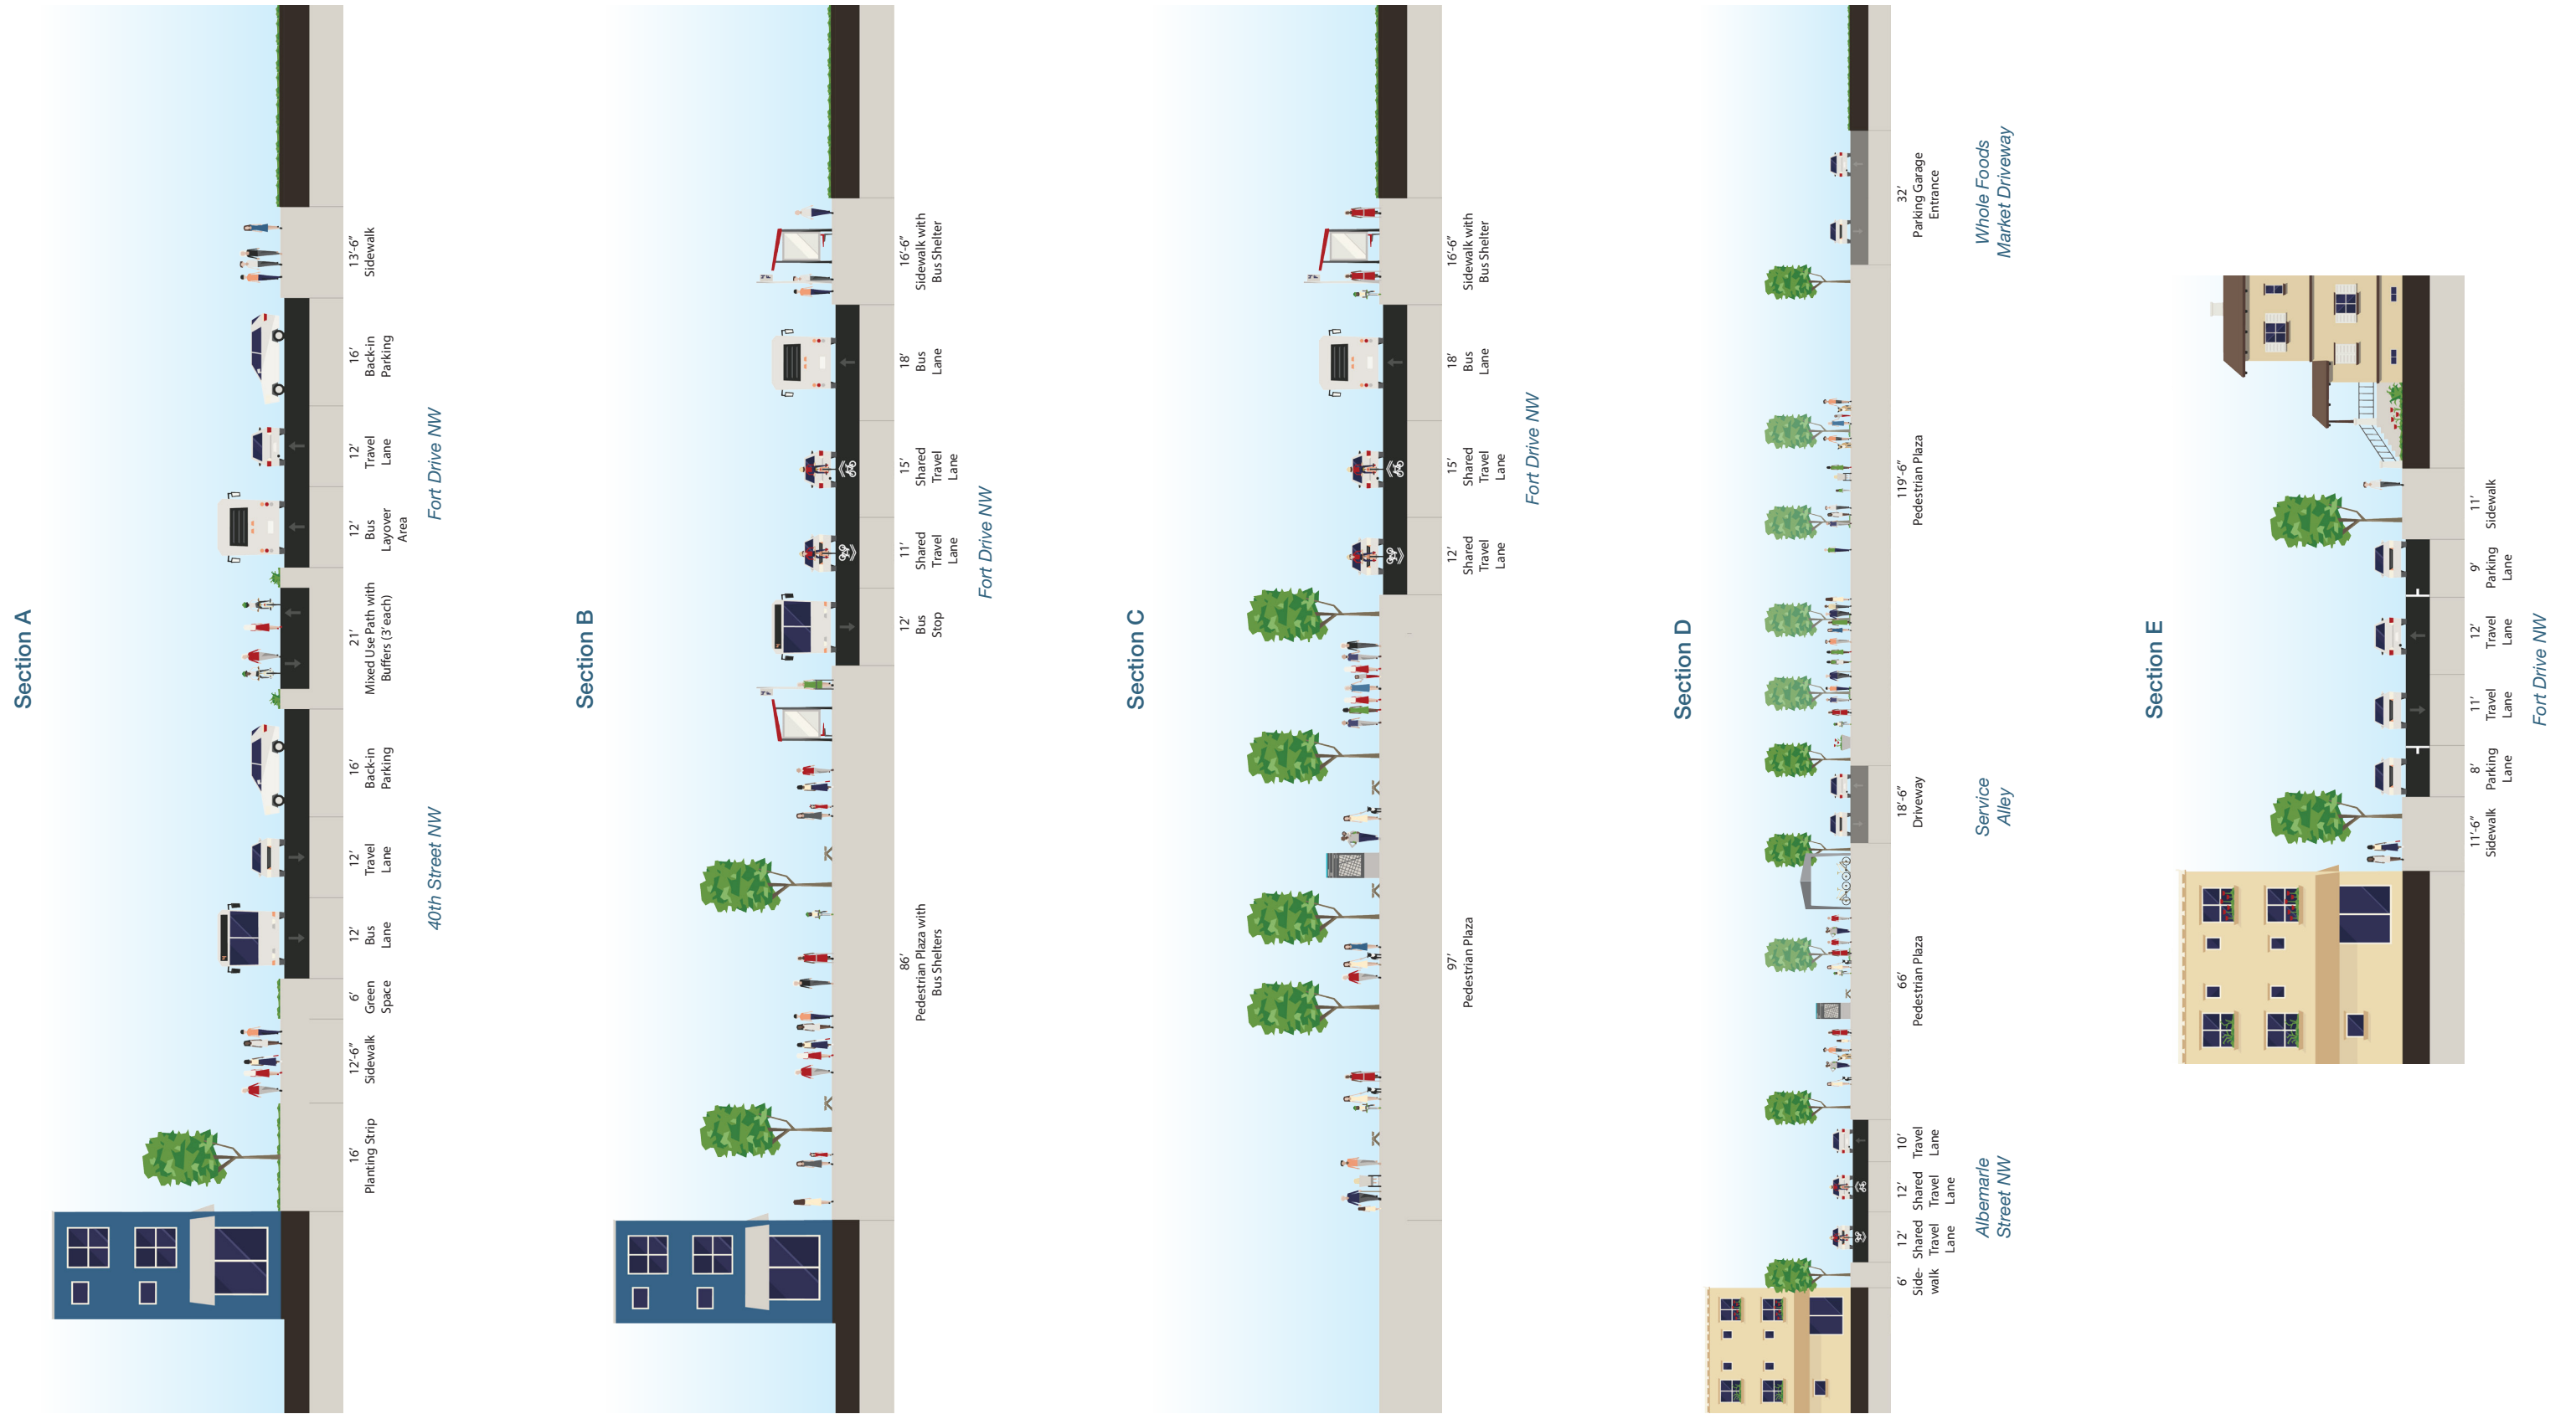 Section A
16'
Planting Strip
12'-6"
Sidewalk
6'
Green
Space
12'
Bus
Lane
12'
Travel
Lane
16'
Back-in
Parking
21'
Mixed Use Path with
Buffers (3' each)
12'
Bus
Layover
Area
12'
Travel
Lane
16'
Back-in
Parking
13'-6"
Sidewalk
40th Street NW
Fort Drive NW
Section B
86'
Pedestrian Plaza with
Bus Shelters
12'
Bus
Stop
11'
Shared
Travel
Lane
15'
Shared
Travel
Lane
18'
Bus
Lane
16'-6"
Sidewalk with
Bus Shelter
Fort Drive NW
Section C
97'
Pedestrian Plaza
12'
Shared
Travel
Lane
15'
Shared
Travel
Lane
18'
Bus
Lane
16'-6"
Sidewalk with
Bus Shelter
Fort Drive NW
Section D
6'
Side-
walk
12'
Shared
Travel
Lane
12'
Shared
Travel
Lane
10'
Travel
Lane
66'
Pedestrian Plaza
18'-6"
Driveway
119'-6"
Pedestrian Plaza
32'
Parking Garage
Entrance
Albemarle
Street NW
Service
Alley
Whole Foods
Market Driveway
Section E
11'-6"
Sidewalk
8'
Parking
Lane
11'
Travel
Lane
12'
Travel
Lane
9'
Parking
Lane
11'
Sidewalk
Fort Drive NW